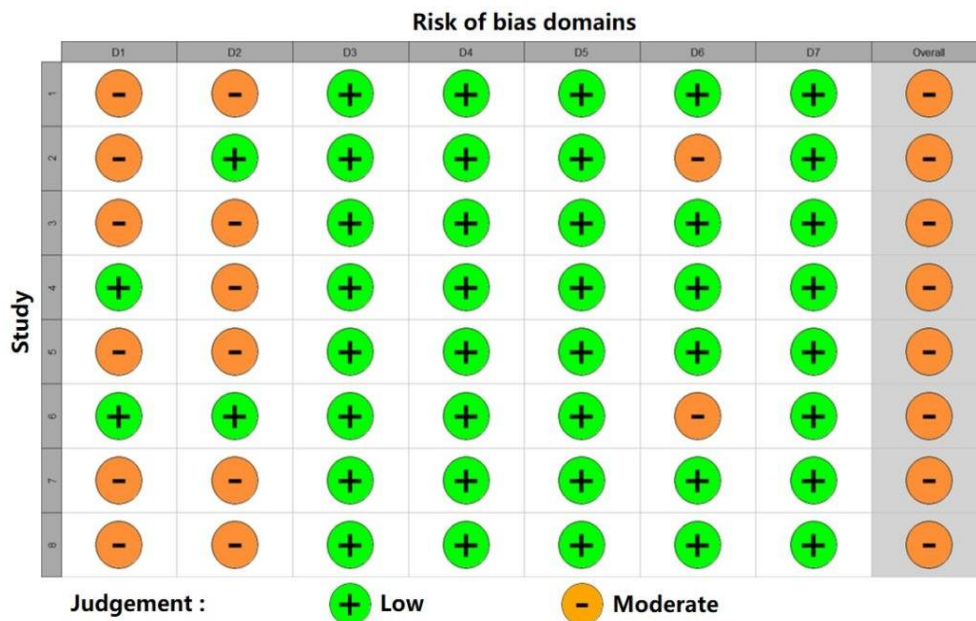 Risk of bias domains
D1 D2 D3 D4 D5 D6 D7 Overall
Study
1 - - + + + + + -
2 - + + + + - + -
3 - - + + + + + -
4 + - + + + + + -
5 - - + + + + + -
6 + + + + + - + -
7 - - + + + + + -
8 - - + + + + + -
Judgement : + Low - Moderate